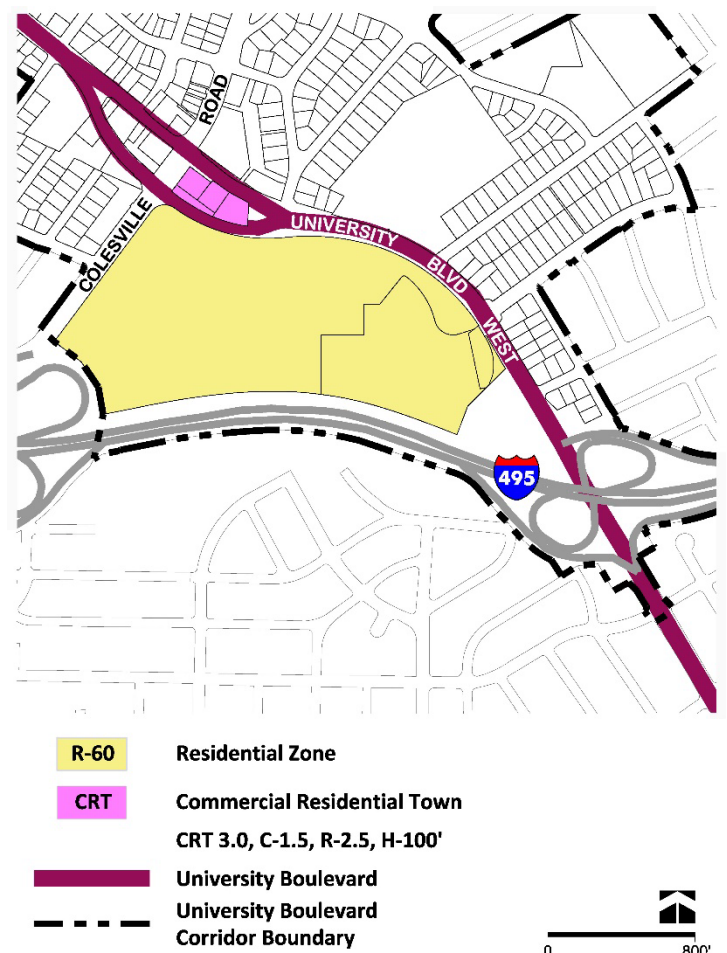 ROAD
COLESVILLE
UNIVERSITY BLVD WEST
495
R-60 Residential Zone
CRT Commercial Residential Town
CRT 3.0, C-1.5, R-2.5, H-100'
University Boulevard
University Boulevard
Corridor Boundary
0 800'